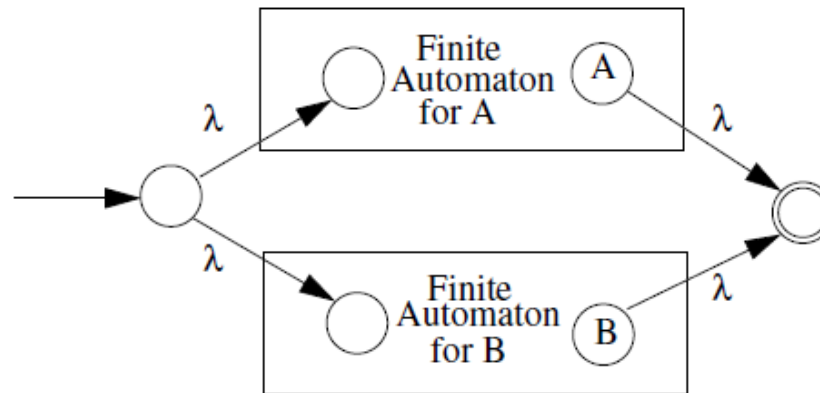 Finite
Automaton
for A
A
λ
λ
λ
λ
Finite
Automaton
for B
B